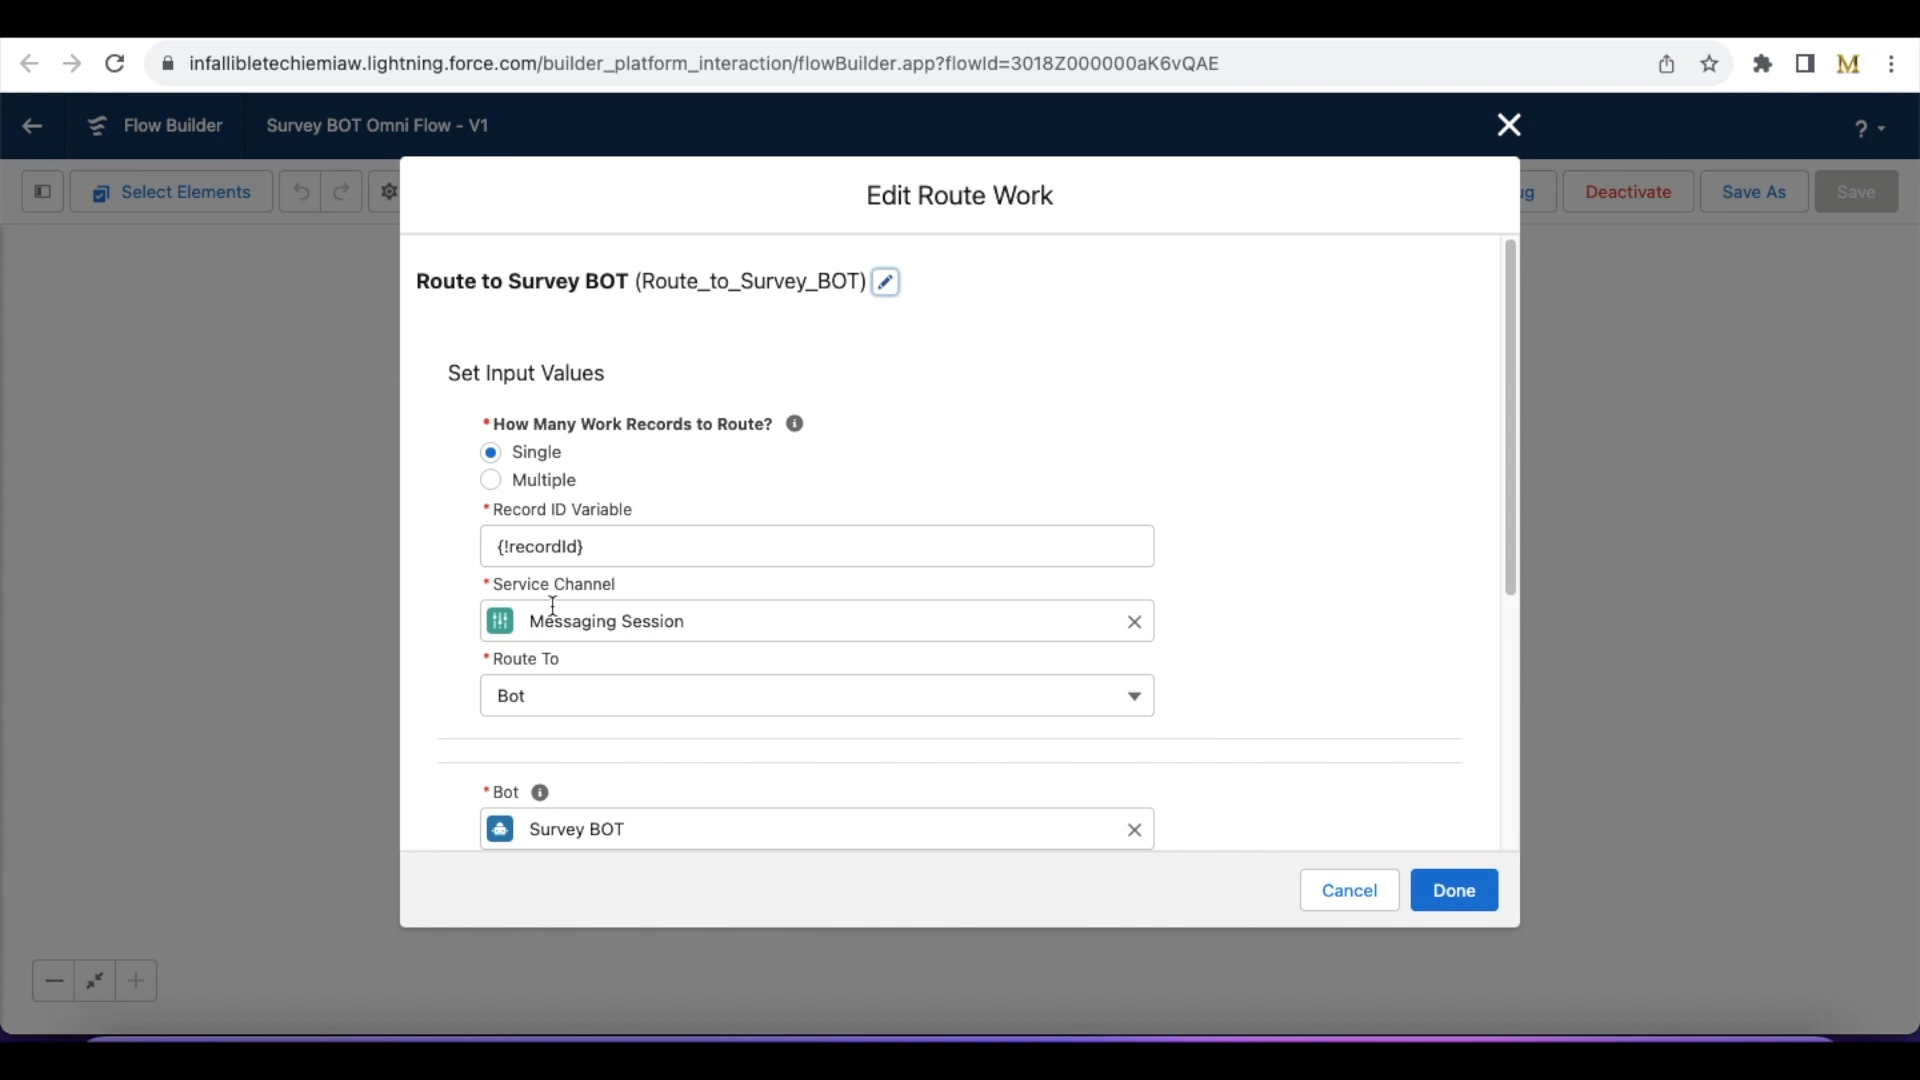 infallibletechiemiaw.lightning.force.com/builder_platform_interaction/flowBuilder.app?flowId=3018Z000000aK6vQAE
Flow Builder
Survey BOT Omni Flow - V1
?
Select Elements
ug
Deactivate
Save As
Save
Edit Route Work
Route to Survey BOT (Route_to_Survey_BOT)
Set Input Values
*How Many Work Records to Route?
Single
Multiple
*Record ID Variable
{!recordId}
*Service Channel
Messaging Session
*Route To
Bot
*Bot
Survey BOT
Cancel
Done